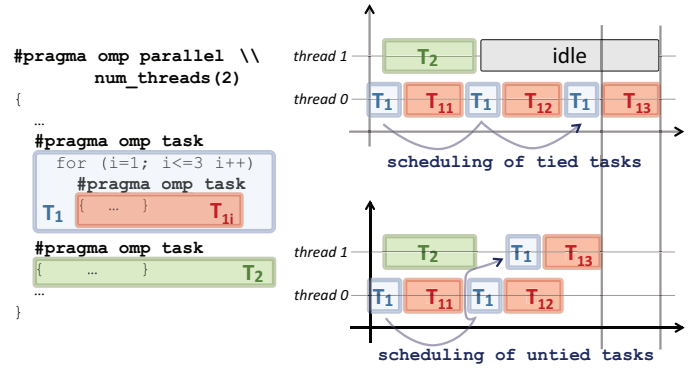 #pragma omp parallel \\
num_threads(2)
{
…
#pragma omp task
for (i=1; i<=3 i++)
#pragma omp task
{ … }
T1i
T1
#pragma omp task
{ … }
T2
…
}
thread 1
T2
idle
thread 0
T1 T11 T1 T12 T1 T13
scheduling of tied tasks
thread 1
T2 T1 T13
thread 0
T1 T11 T1 T12
scheduling of untied tasks